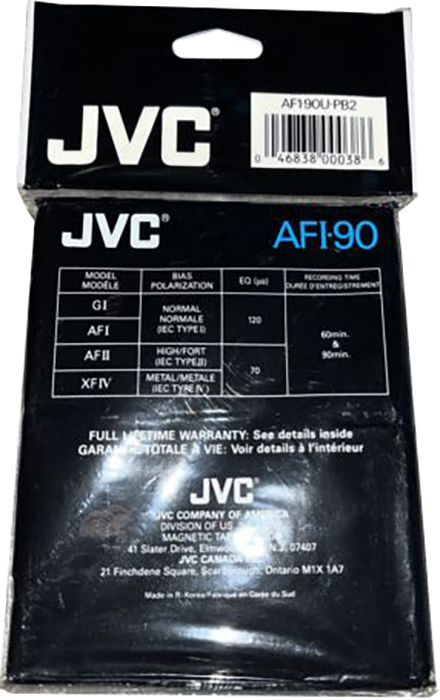 JVC®
AF190U-PB2
0 46838 00038 6
JVC®
AFI·90
MODEL MODÈLE BIAS POLARIZATION EQ (µs) RECORDING TIME DURÉE D'ENTREGISTREMENT
GI NORMAL NORMALE (IEC TYPE I) 120 60min. & 90min.
AFI
AFII HIGH/FORT (IEC TYPE II) 70
XFIV METAL/METALE (IEC TYPE IV)
FULL LIFETIME WARRANTY: See details inside
GARANTIE TOTALE À VIE: Voir details à l'intérieur
JVC
JVC COMPANY OF AMERICA
DIVISION OF US
MAGNETIC TAPE
41 Slater Drive, Elmwood N.J. 07407
JVC CANADA
21 Finchdene Square, Scarborough, Ontario M1X 1A7
Made in R. Korea/Fabriqué en Corée du Sud